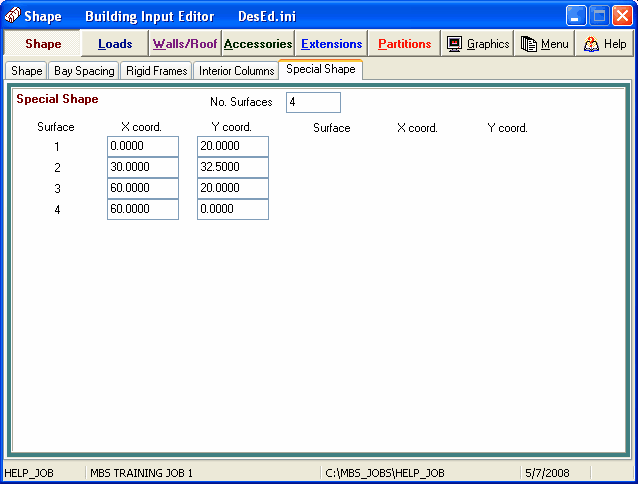 Shape Building Input Editor DesEd.ini
Shape Loads Walls/Roof Accessories Extensions Partitions Graphics Menu Help
Shape Bay Spacing Rigid Frames Interior Columns Special Shape
Special Shape No. Surfaces 4
Surface X coord. Y coord. Surface X coord. Y coord.
1 0.0000 20.0000
2 30.0000 32.5000
3 60.0000 20.0000
4 60.0000 0.0000
HELP_JOB MBS TRAINING JOB 1 C:\MBS_JOBS\HELP_JOB 5/7/2008